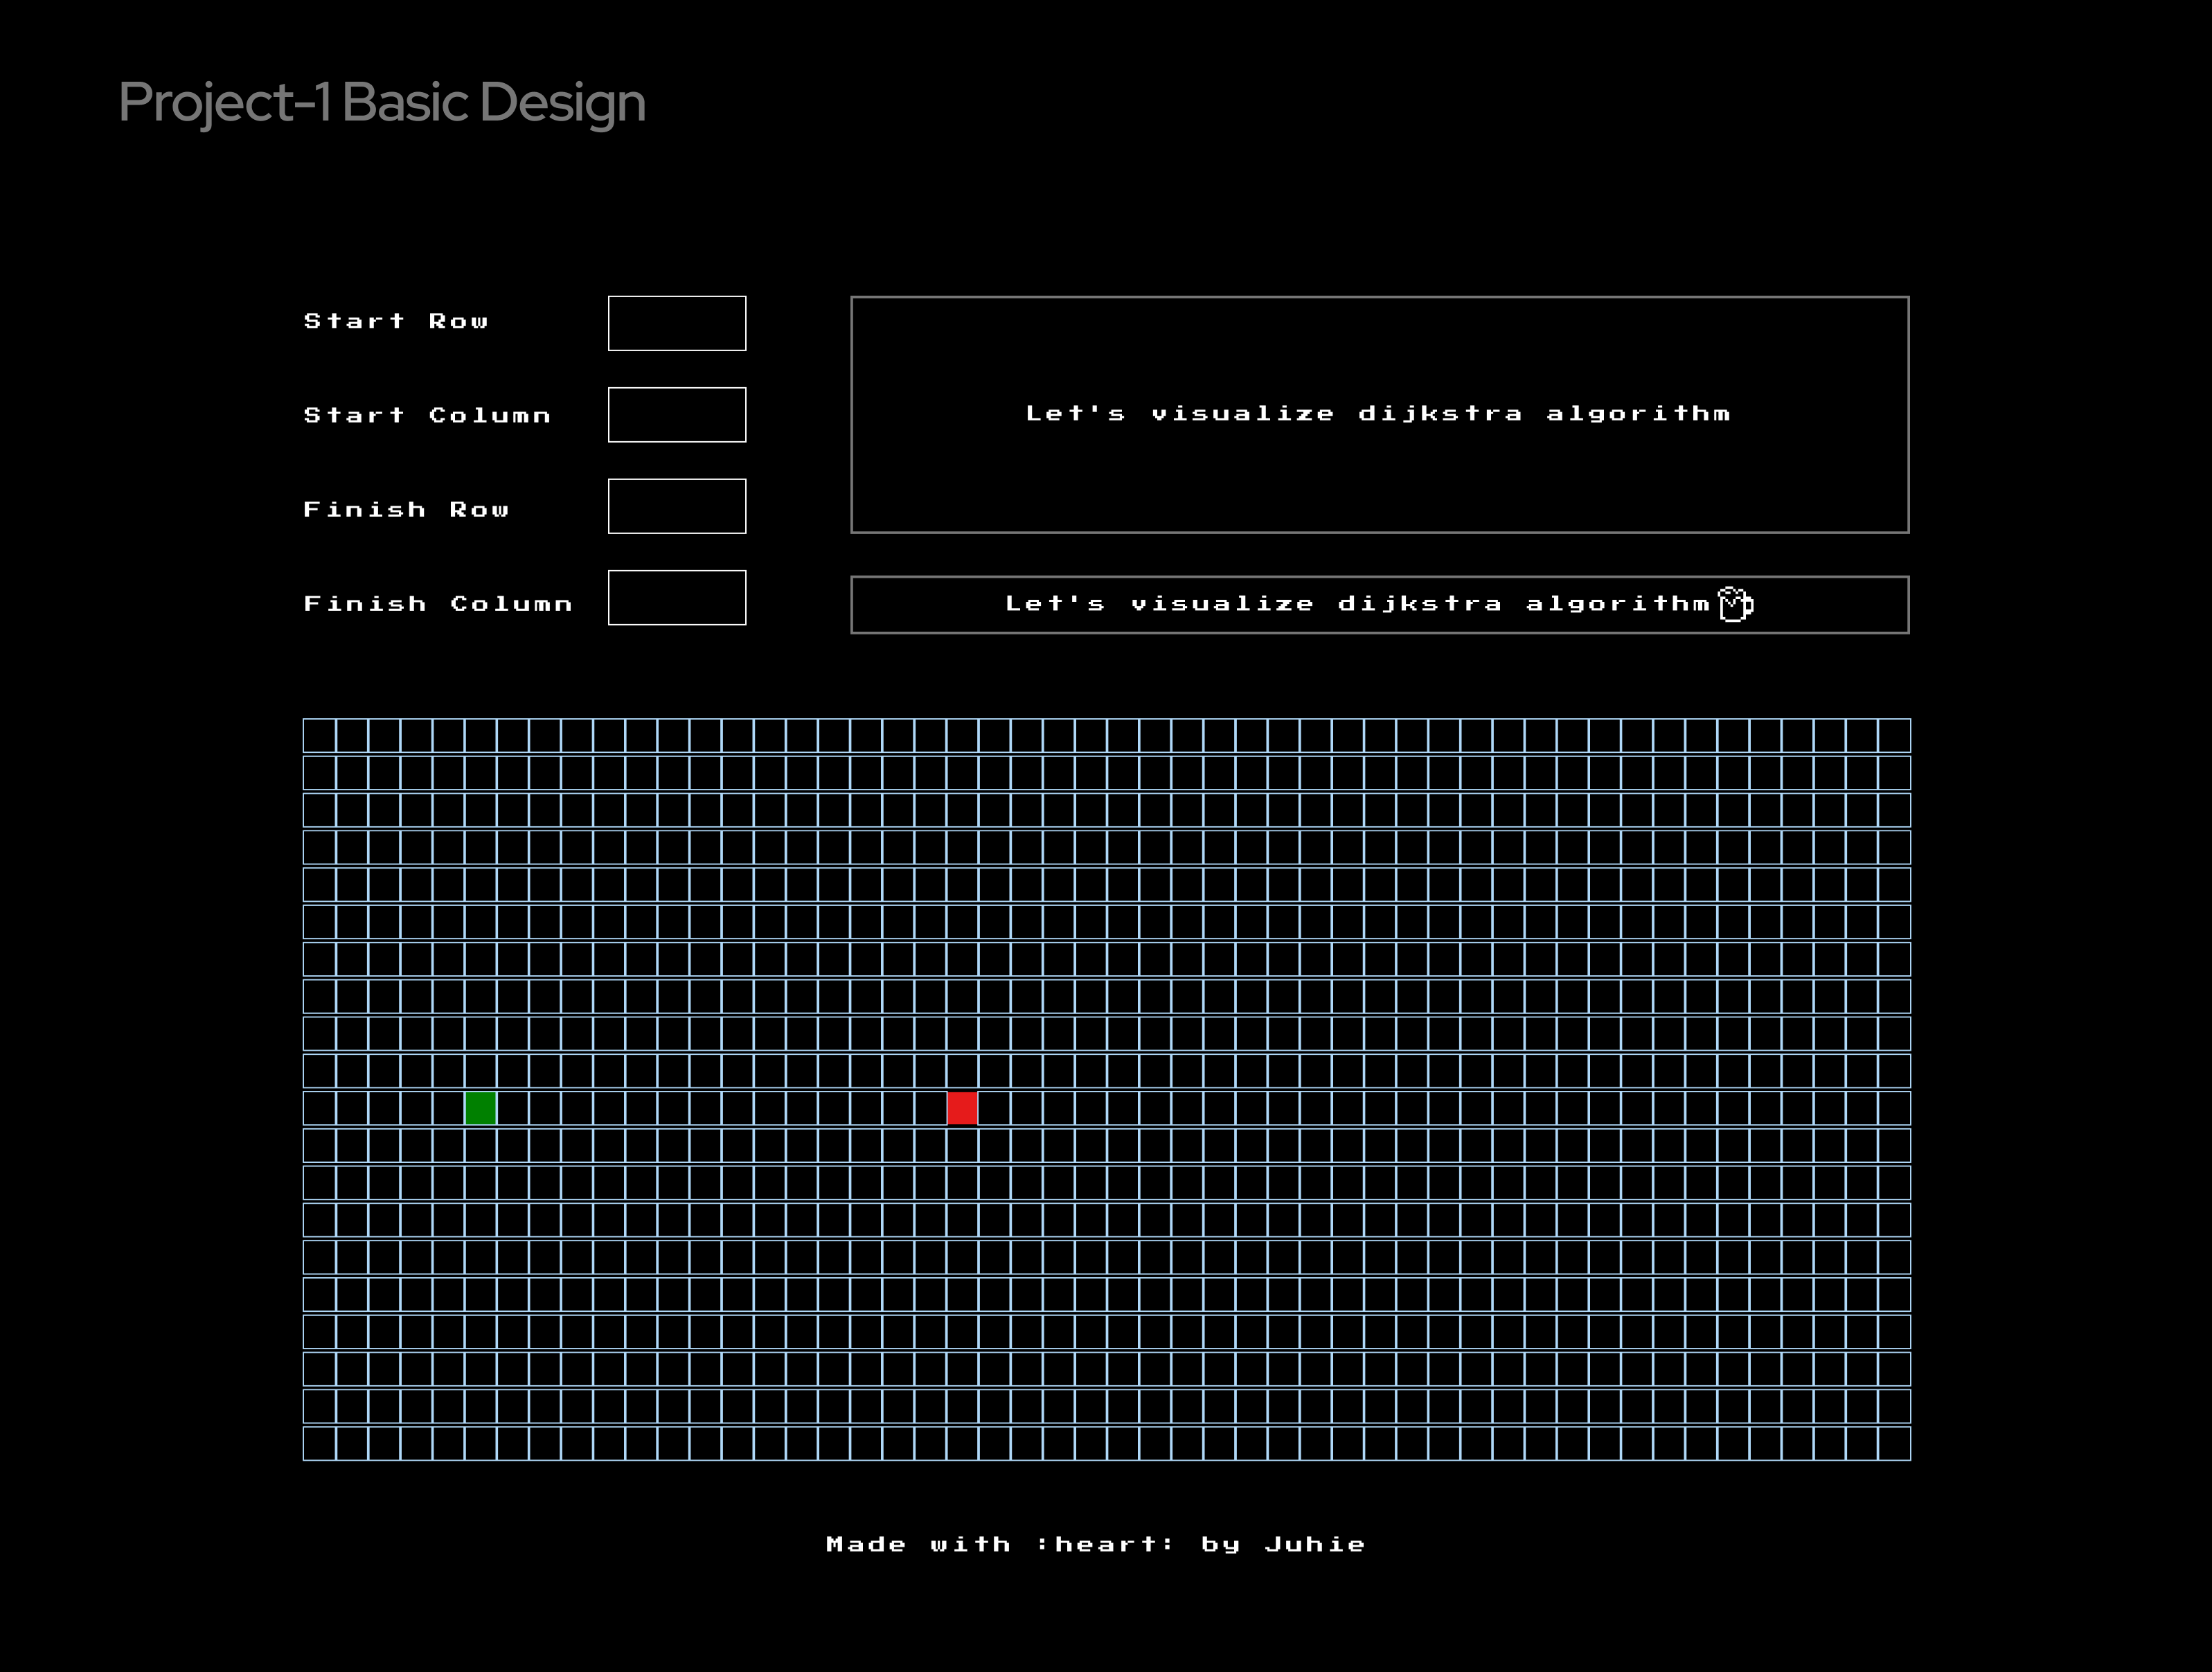 Project-1 Basic Design
Start Row
Start Column
Finish Row
Finish Column
Let's visualize dijkstra algorithm
Let's visualize dijkstra algorithm
Made with :heart: by Juhie